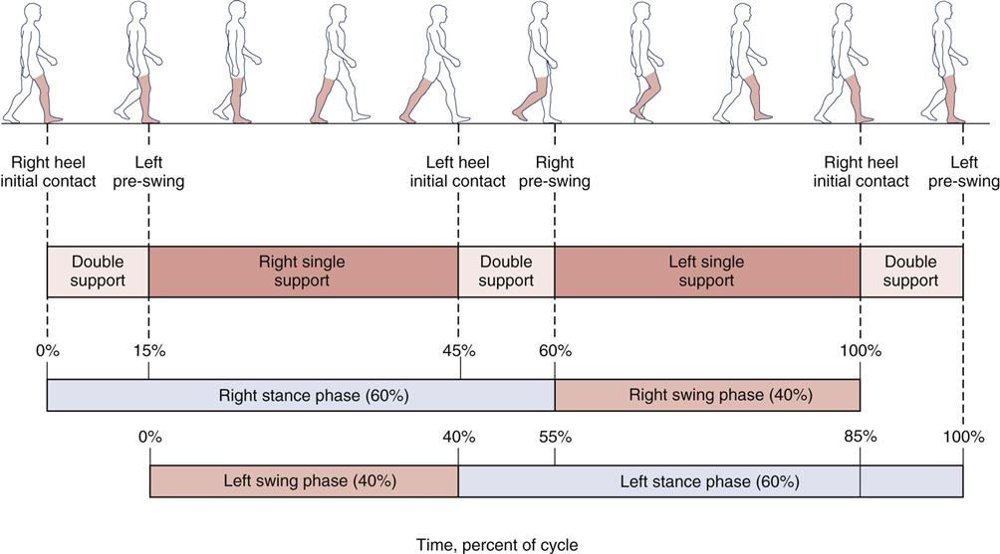 Right heel
initial contact
Left
pre-swing
Left heel
initial contact
Right
pre-swing
Right heel
initial contact
Left
pre-swing
Double
support
Right single
support
Double
support
Left single
support
Double
support
0% 15% 45% 60% 100%
Right stance phase (60%) Right swing phase (40%)
0% 40% 55% 85% 100%
Left swing phase (40%) Left stance phase (60%)
Time, percent of cycle